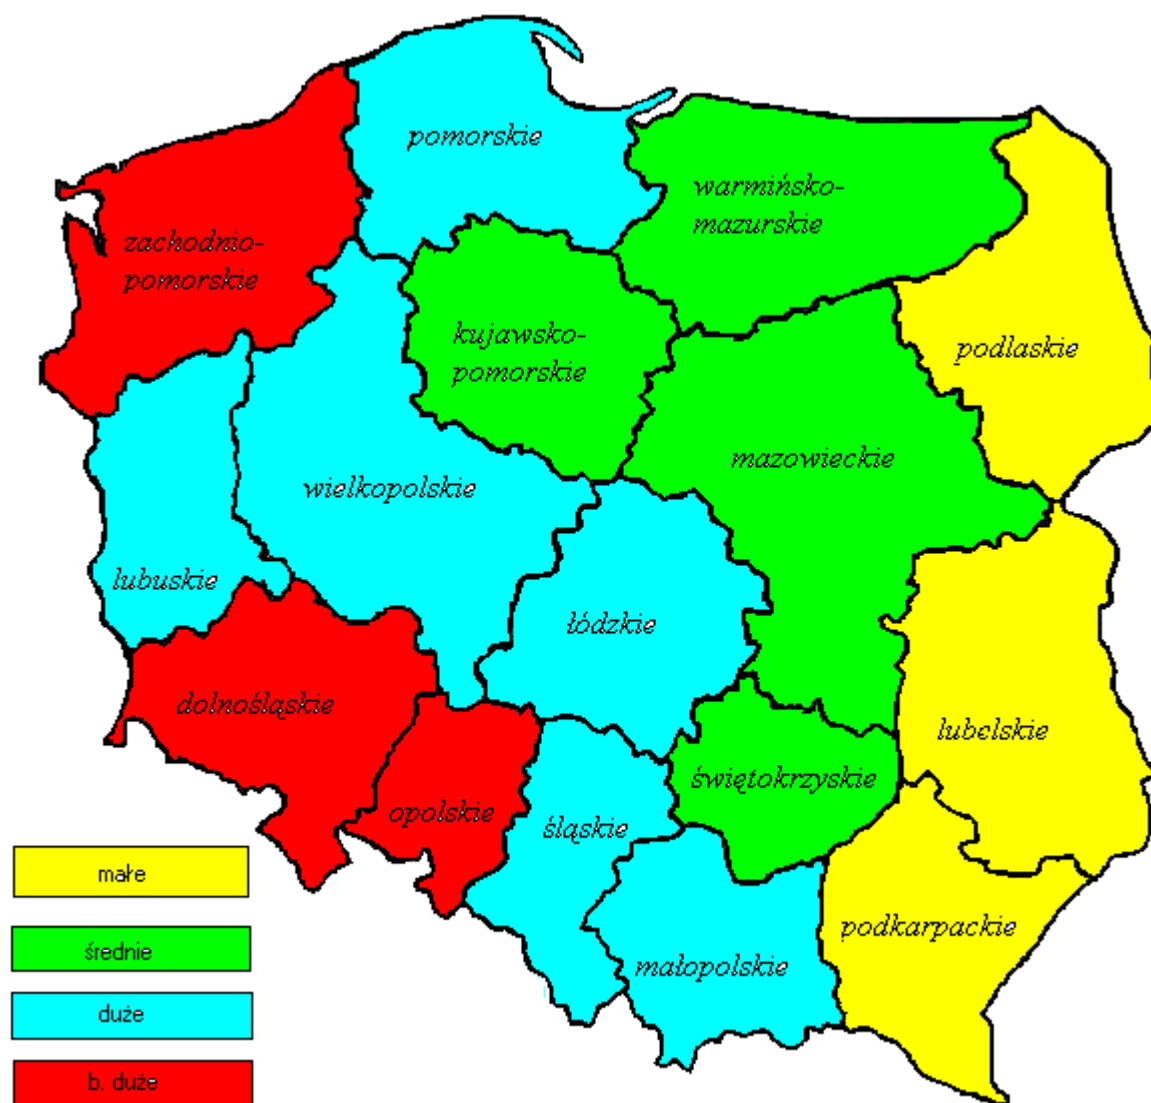 pomorskie
warmińsko-
mazurskie
zachodnio-
pomorskie
kujawsko-
pomorskie
podlaskie
mazowieckie
wielkopolskie
lubuskie
łódzkie
dolnośląskie
lubelskie
świętokrzyskie
opolskie
śląskie
podkarpackie
małopolskie
małe
średnie
duże
b. duże